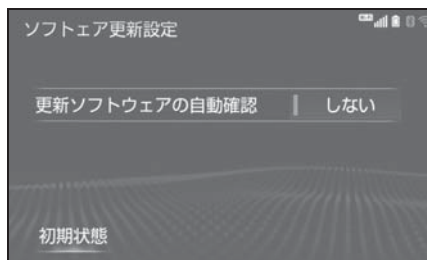 ソフトェア更新設定
更新ソフトウェアの自動確認 しない
初期状態